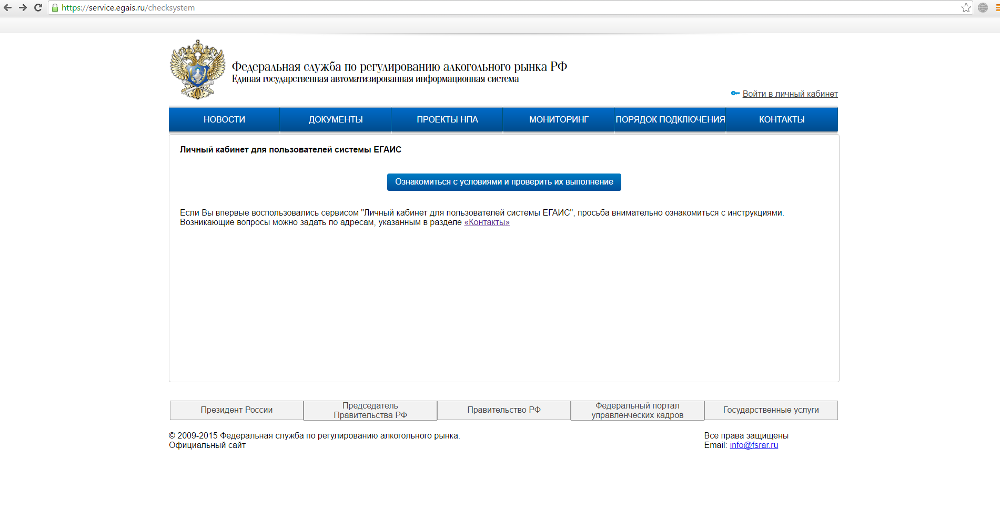 https://service.egais.ru/checksystem
Федеральная служба по регулированию алкогольного рынка РФ
Единая государственная автоматизированная информационная система
Войти в личный кабинет
НОВОСТИ ДОКУМЕНТЫ ПРОЕКТЫ НПА МОНИТОРИНГ ПОРЯДОК ПОДКЛЮЧЕНИЯ КОНТАКТЫ
Личный кабинет для пользователей системы ЕГАИС
Ознакомиться с условиями и проверить их выполнение
Если Вы впервые воспользовались сервисом "Личный кабинет для пользователей системы ЕГАИС", просьба внимательно ознакомиться с инструкциями.
Возникающие вопросы можно задать по адресам, указанным в разделе «Контакты»
Президент России
Председатель
Правительства РФ
Правительство РФ
Федеральный портал
управленческих кадров
Государственные услуги
© 2009-2015 Федеральная служба по регулированию алкогольного рынка.
Официальный сайт
Все права защищены
Email: info@fsrar.ru